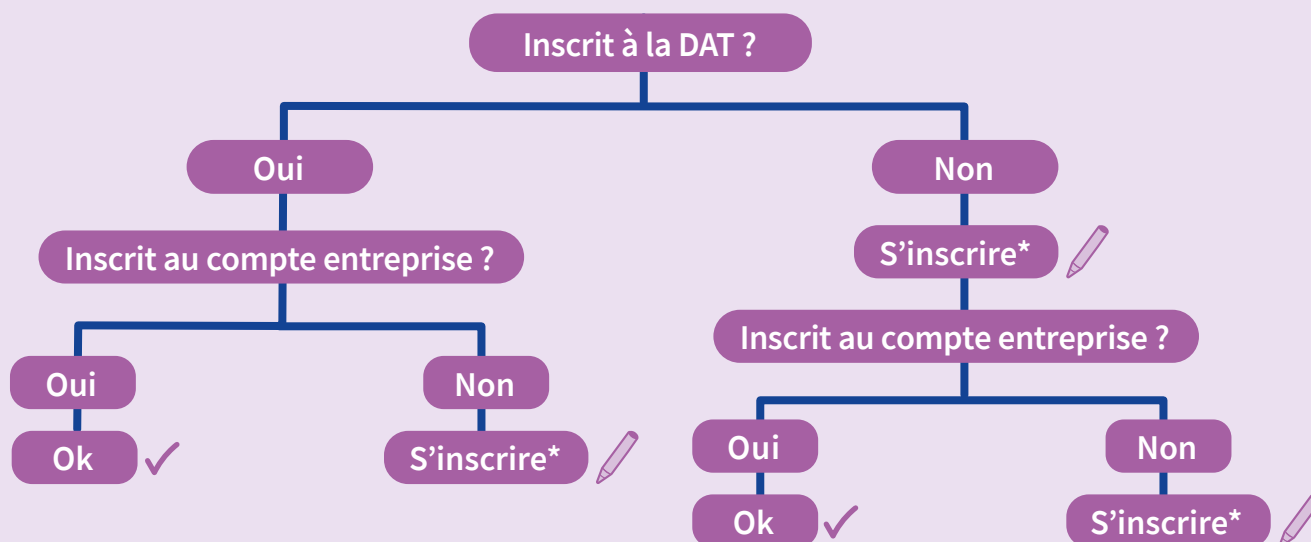 Inscrit à la DAT ?
Oui
Non
Inscrit au compte entreprise ?
S’inscrire*
Inscrit au compte entreprise ?
Oui
Non
Ok
S’inscrire*
Oui
Non
Ok
S’inscrire*